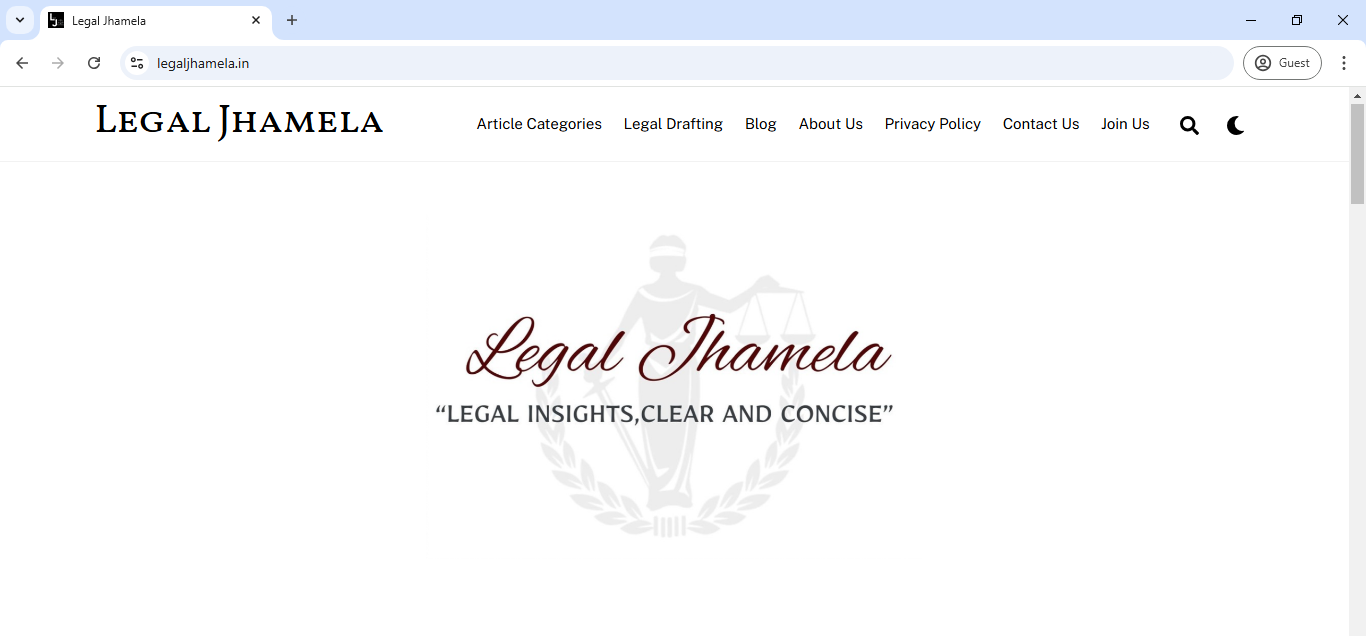 Legal Jhamela
legaljhamela.in
Guest
LEGAL JHAMELA
Article Categories Legal Drafting Blog About Us Privacy Policy Contact Us Join Us
Legal Jhamela
“LEGAL INSIGHTS,CLEAR AND CONCISE”